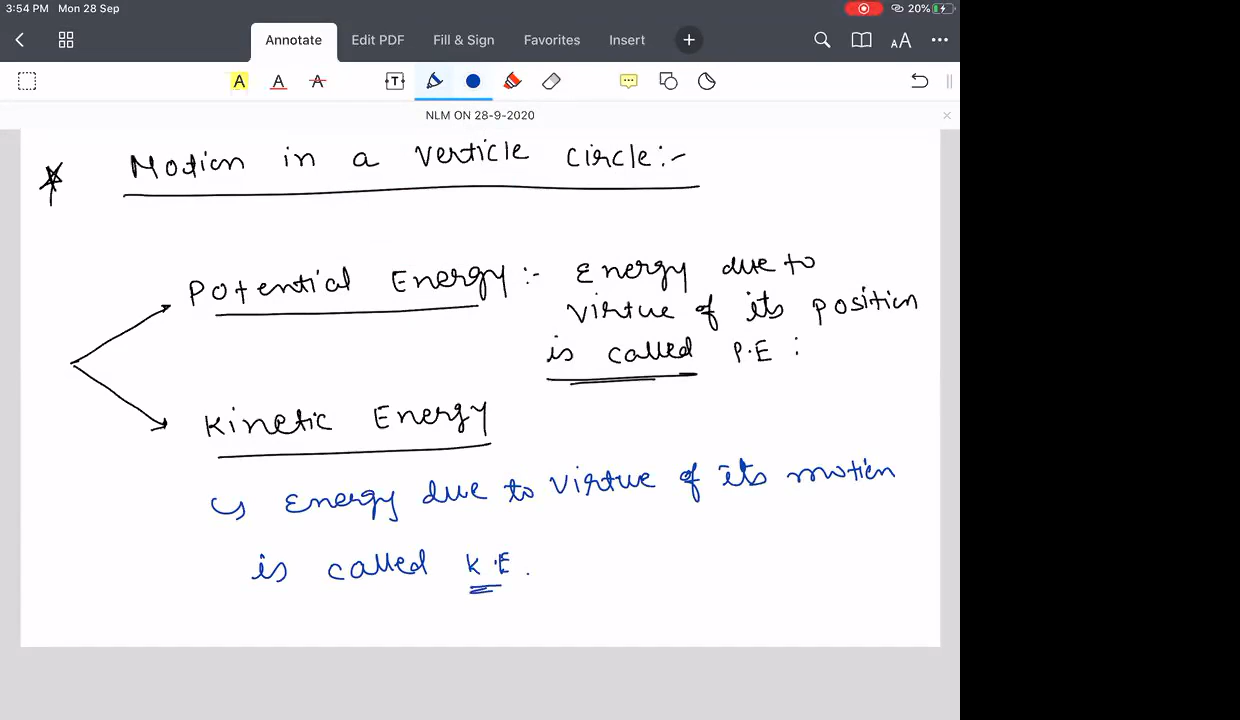 3:54 PM Mon 28 Sep
20%
Annotate Edit PDF Fill & Sign Favorites Insert
NLM ON 28-9-2020
Motion in a verticle circle:-
Potential Energy:- Energy due to
virtue of its position
is called P.E :
Kinetic Energy
Energy due to virtue of its motion
is called K.E.